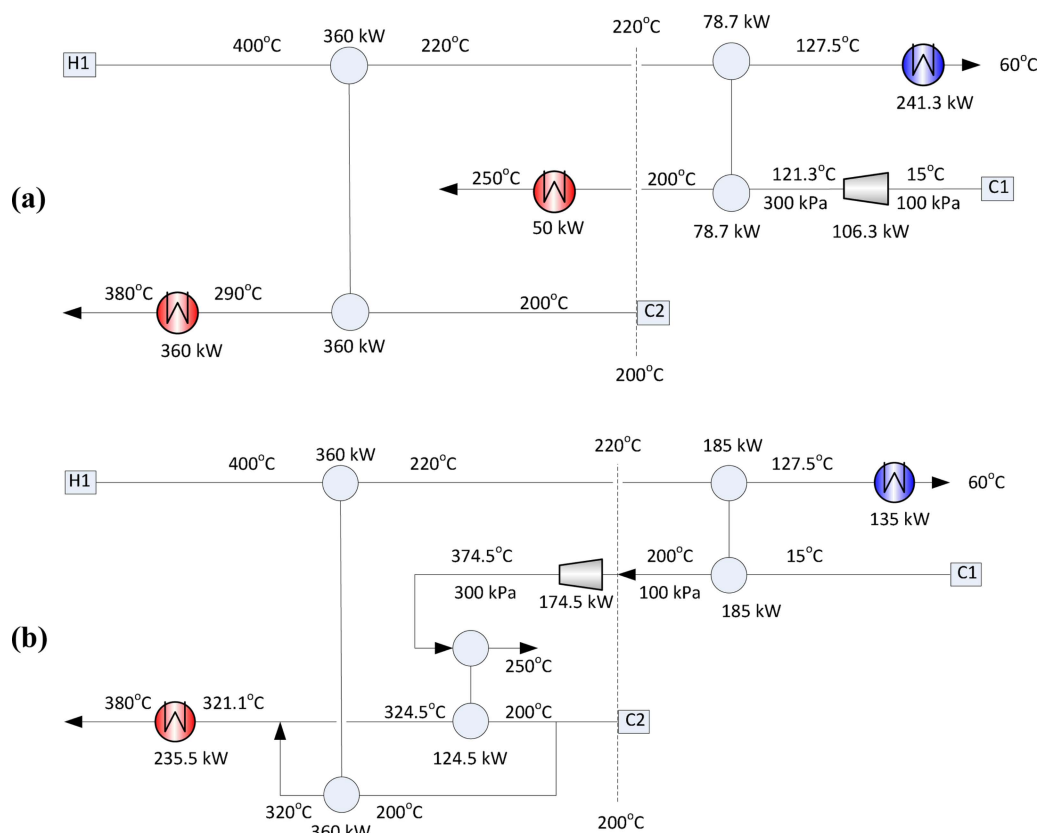 (a)
H1 400°C 360 kW 220°C 220°C 78.7 kW 127.5°C 60°C
241.3 kW
250°C 200°C 121.3°C 15°C C1
300 kPa 100 kPa
50 kW 78.7 kW 106.3 kW
380°C 290°C 200°C C2
360 kW 360 kW
200°C
(b)
H1 400°C 360 kW 220°C 220°C 185 kW 127.5°C 60°C
135 kW
374.5°C 200°C 15°C C1
300 kPa 174.5 kW 100 kPa 185 kW
250°C
380°C 321.1°C 324.5°C 200°C C2
235.5 kW 124.5 kW
320°C 200°C
360 kW 200°C